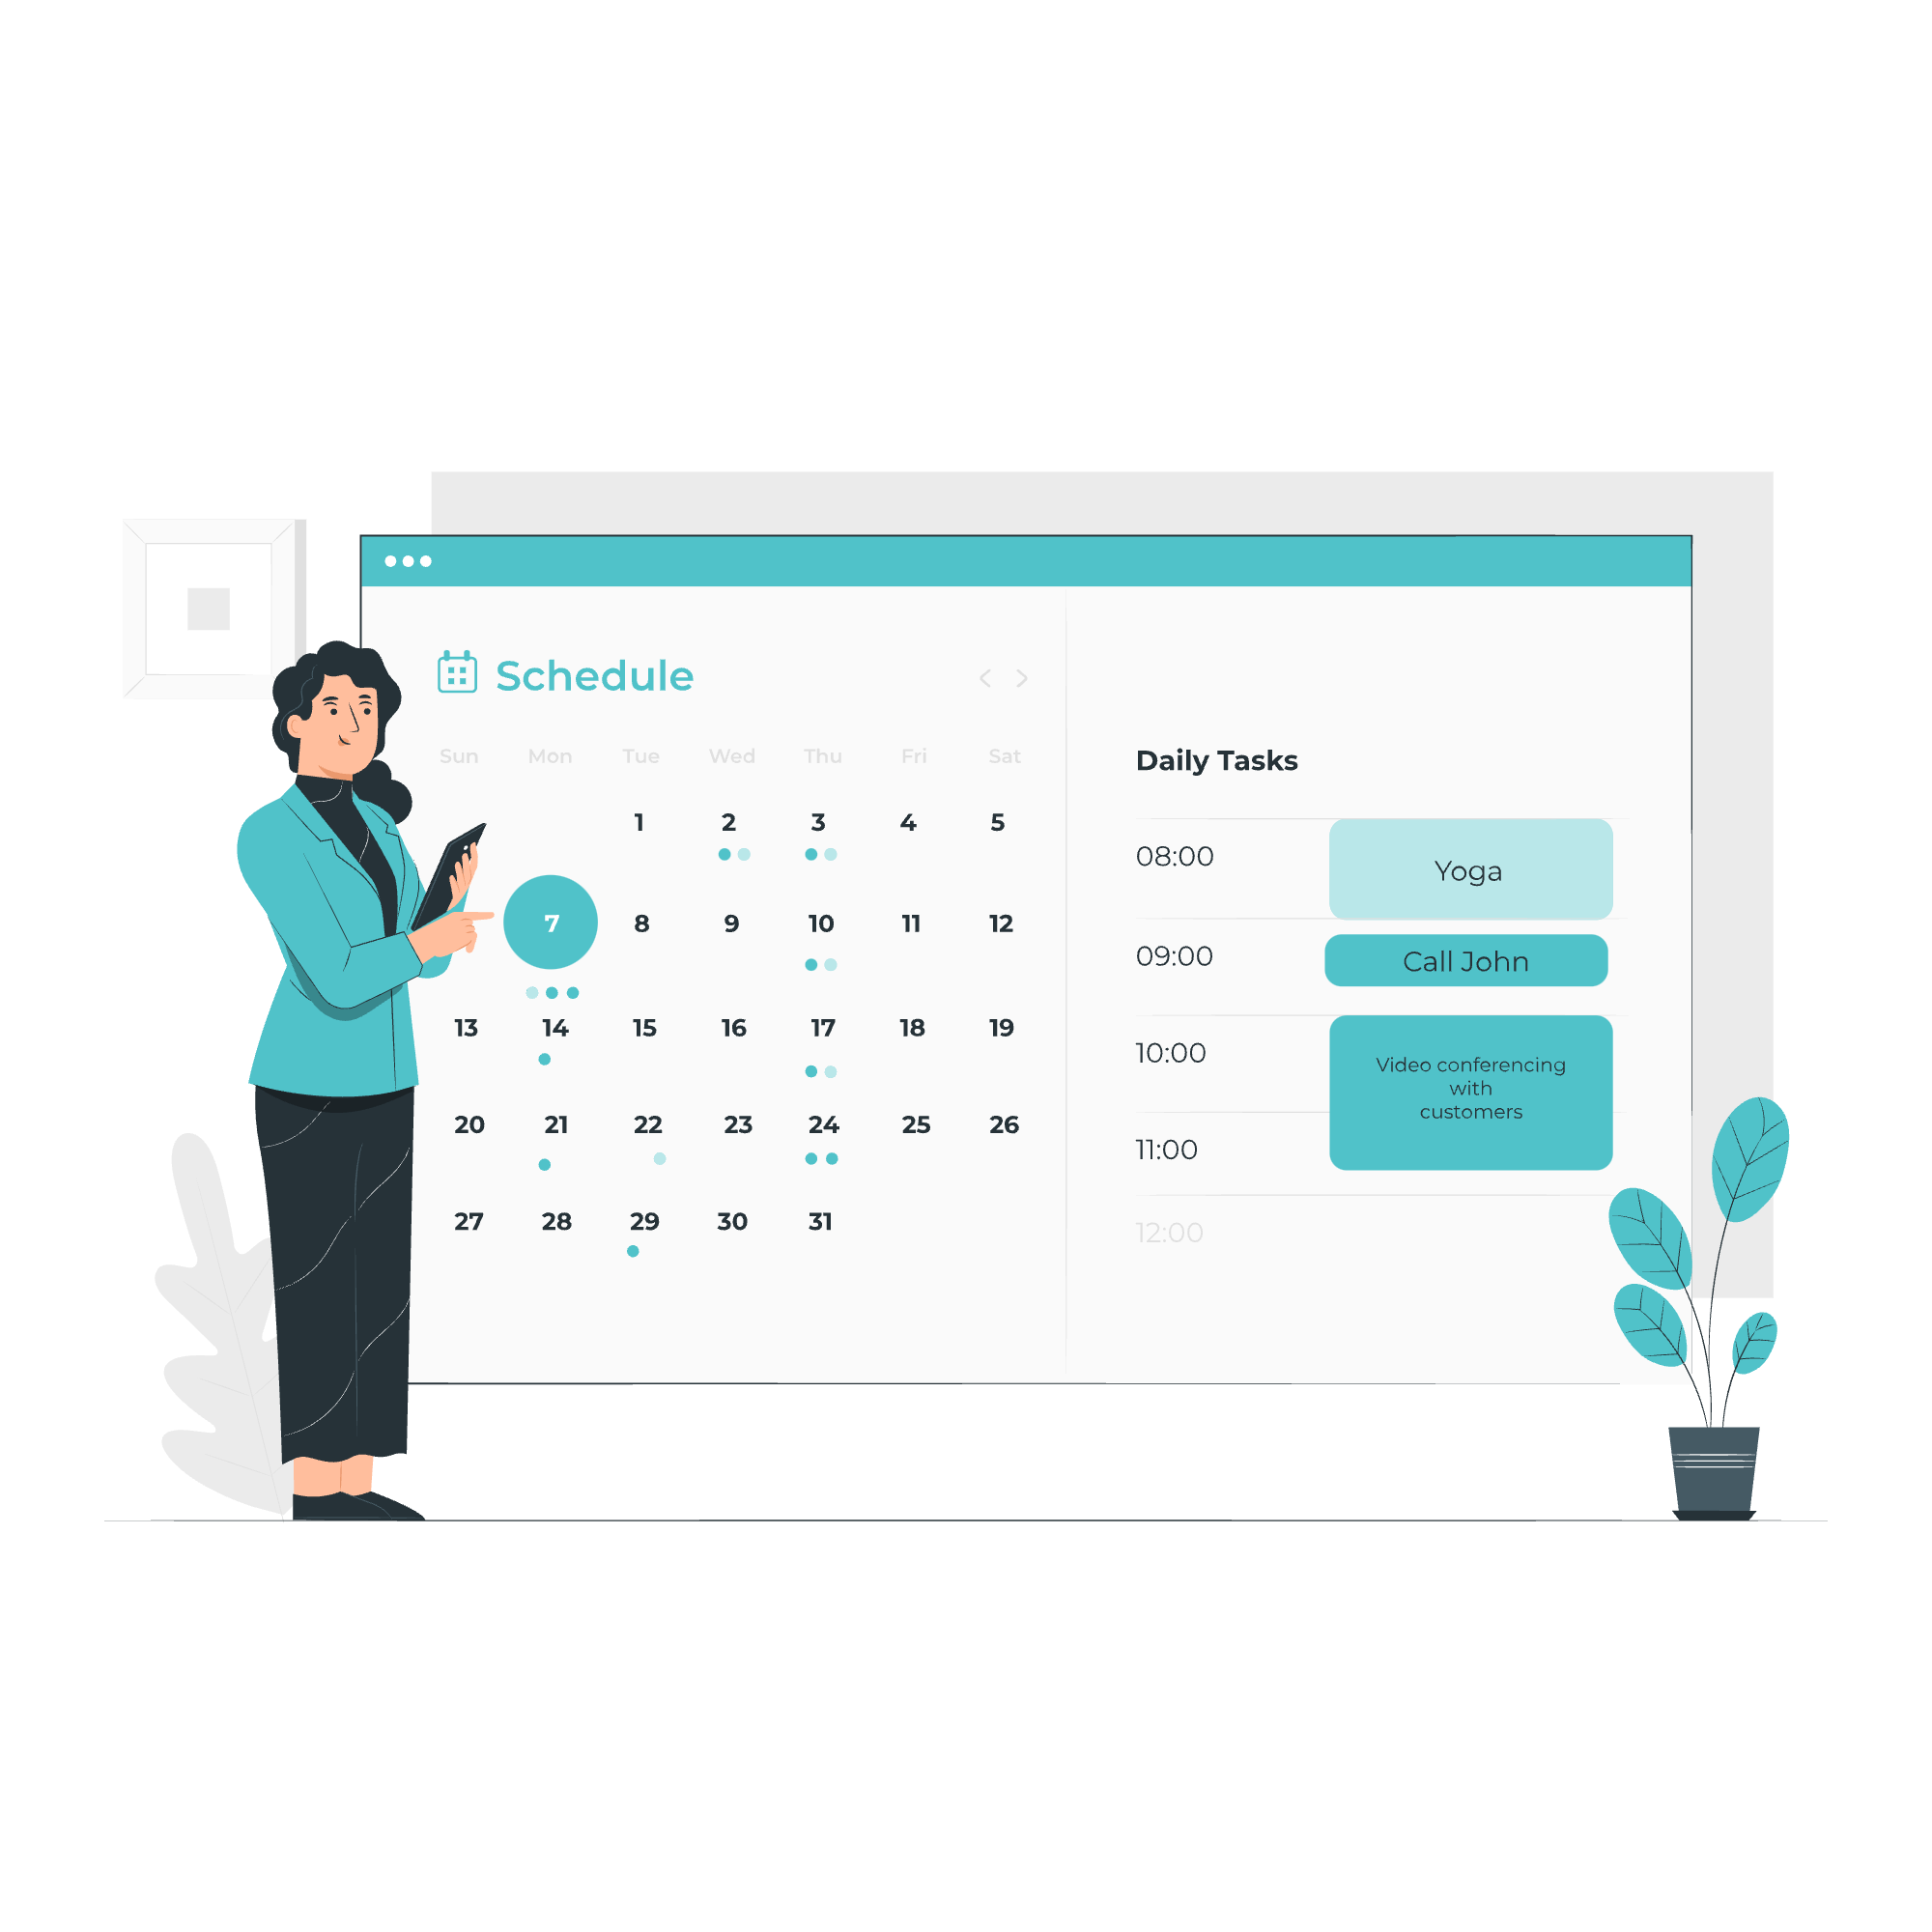 Schedule
Sun Mon Tue Wed Thu Fri Sat
1 2 3 4 5
7 8 9 10 11 12
13 14 15 16 17 18 19
20 21 22 23 24 25 26
27 28 29 30 31
Daily Tasks
08:00 Yoga
09:00 Call John
10:00
Video conferencing
with
customers
11:00
12:00